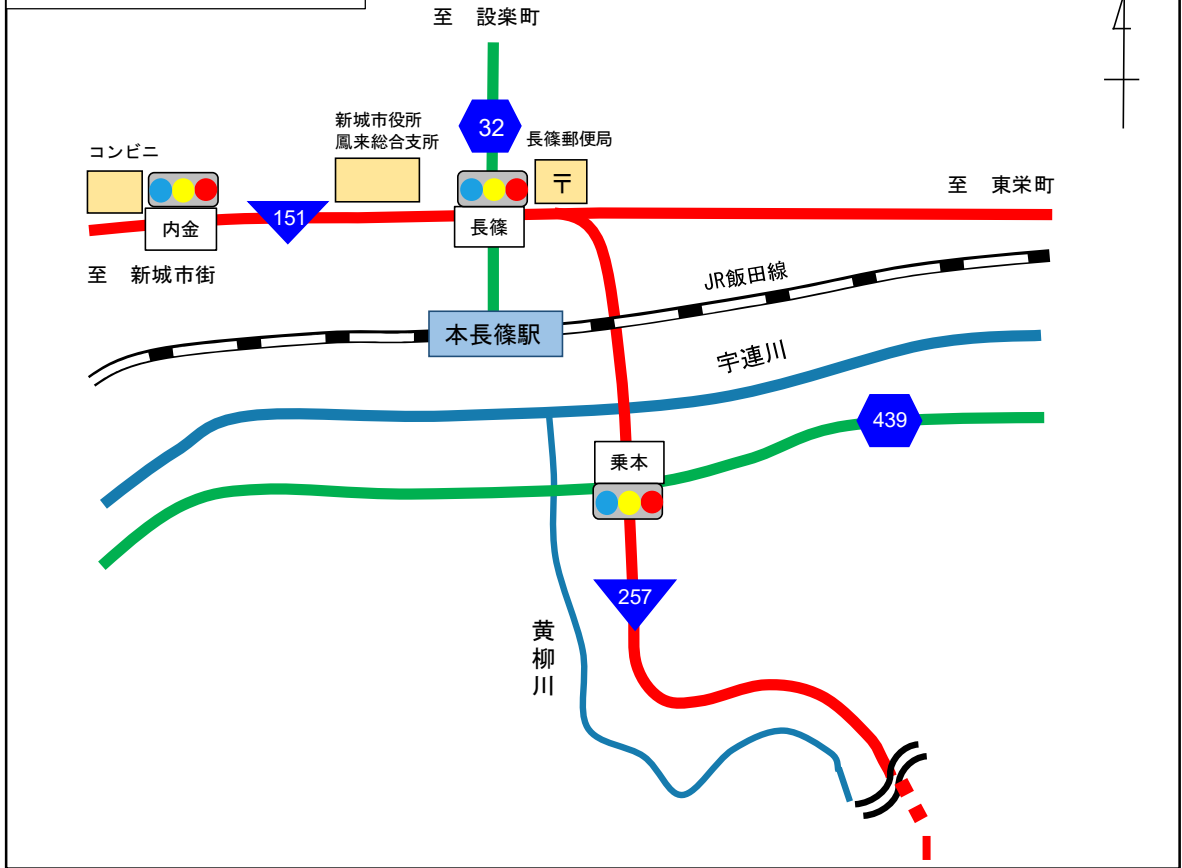 至　設楽町
32
新城市役所
鳳来総合支所
長篠郵便局
コンビニ
〒
至　東栄町
151
内金
長篠
至　新城市街
JR飯田線
本長篠駅
宇連川
439
乗本
257
黄柳川